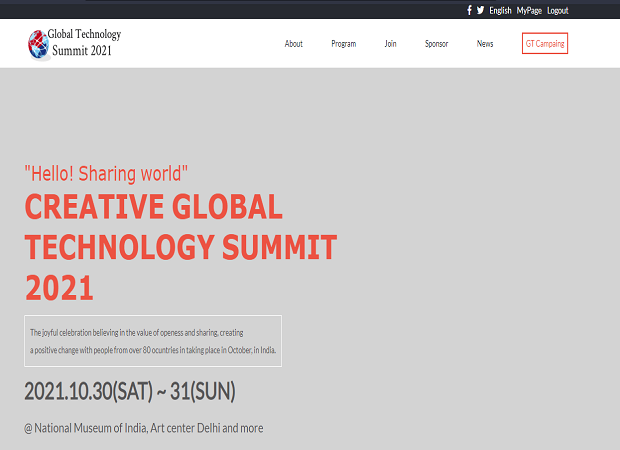 English MyPage Logout
Global Technology
Summit 2021
About Program Join Sponsor News GT Campaing
"Hello! Sharing world"
CREATIVE GLOBAL
TECHNOLOGY SUMMIT
2021
The joyful celebration believing in the value of openess and sharing, creating
a positive change with people from over 80 ocuntries in taking place in October, in India.
2021.10.30(SAT) ~ 31(SUN)
@ National Museum of India, Art center Delhi and more